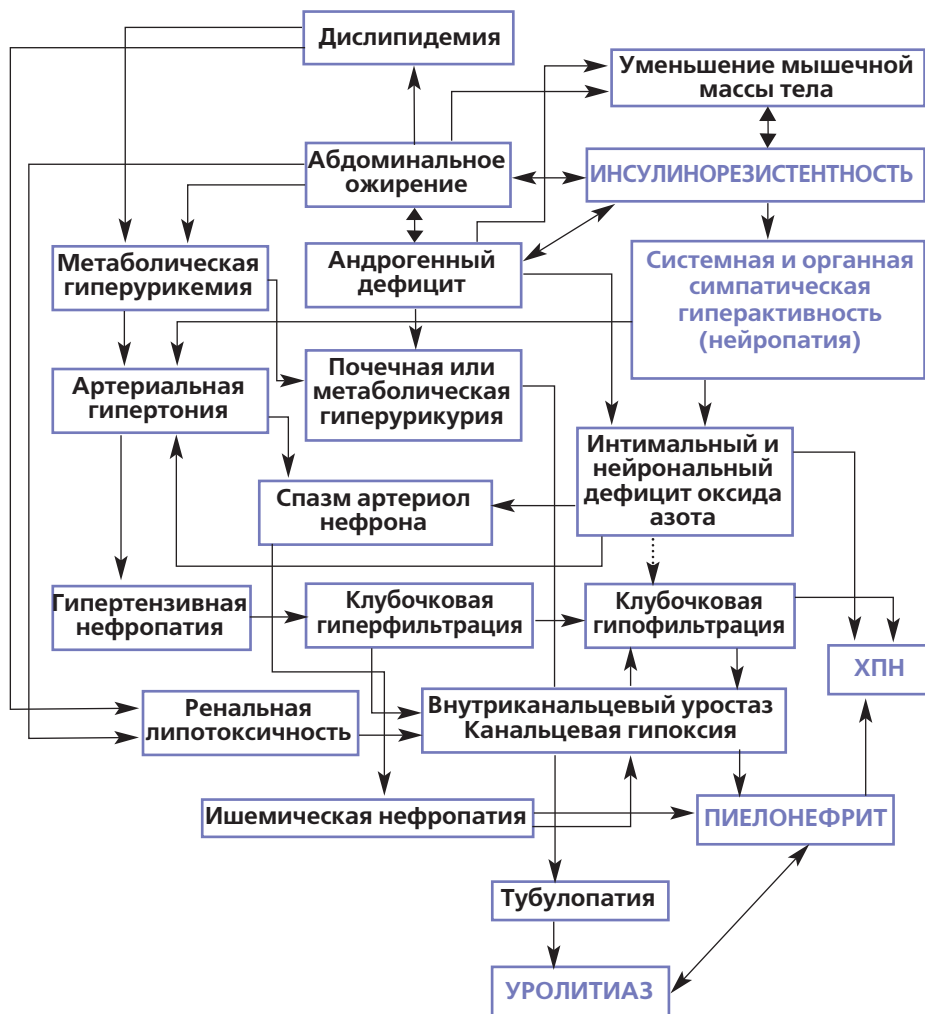 Дислипидемия
Уменьшение мышечной
массы тела
Абдоминальное
ожирение
ИНСУЛИНОРЕЗИСТЕНТНОСТЬ
Метаболическая
гиперурикемия
Андрогенный
дефицит
Системная и органная
симпатическая
гиперактивность
(нейропатия)
Артериальная
гипертония
Почечная или
метаболическая
гиперурикурия
Интимальный и
нейрональный
дефицит оксида
азота
Спазм артериол
нефрона
Гипертензивная
нефропатия
Клубочковая
гиперфильтрация
Клубочковая
гипофильтрация
ХПН
Ренальная
липотоксичность
Внутриканальцевый уростаз
Канальцевая гипоксия
Ишемическая нефропатия
ПИЕЛОНЕФРИТ
Тубулопатия
УРОЛИТИАЗ